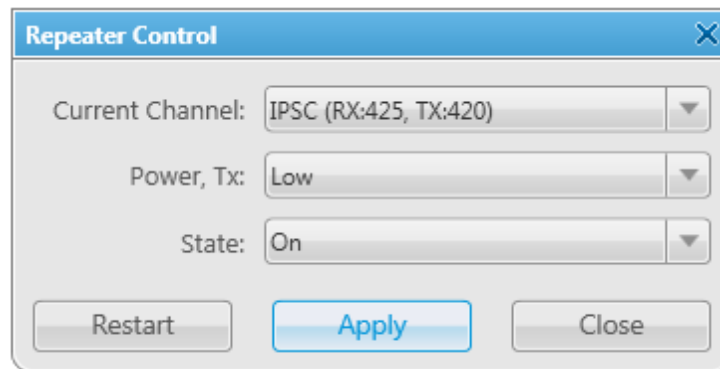 Repeater Control
Current Channel: IPSC (RX:425, TX:420)
Power, Tx: Low
State: On
Restart Apply Close